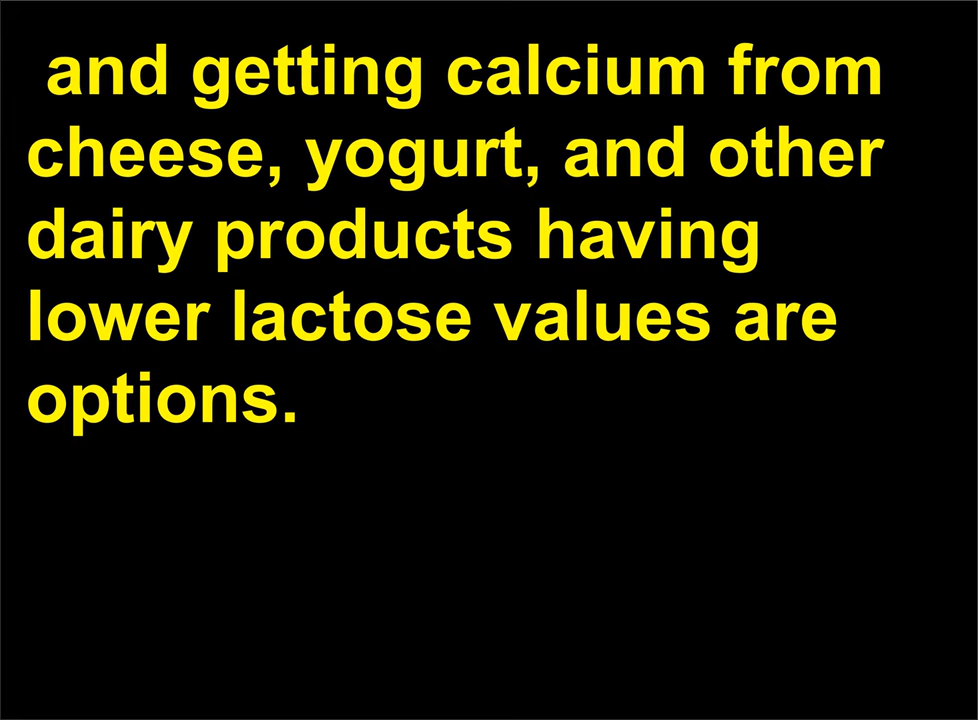 and getting calcium from
cheese, yogurt, and other
dairy products having
lower lactose values are
options.